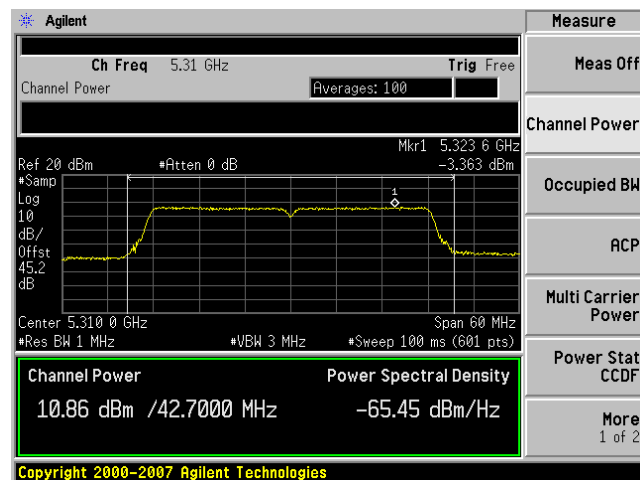 Agilent
Measure
Ch Freq 5.31 GHz Trig Free
Channel Power Averages: 100
Mkr1 5.323 6 GHz
Ref 20 dBm #Atten 0 dB -3.363 dBm
#Samp
Log
10
dB/
Offst
45.2
dB
1
Center 5.310 0 GHz Span 60 MHz
#Res BW 1 MHz #VBW 3 MHz #Sweep 100 ms (601 pts)
Channel Power Power Spectral Density
10.86 dBm /42.7000 MHz -65.45 dBm/Hz
Copyright 2000-2007 Agilent Technologies
Meas Off
Channel Power
Occupied BW
ACP
Multi Carrier
Power
Power Stat
CCDF
More
1 of 2